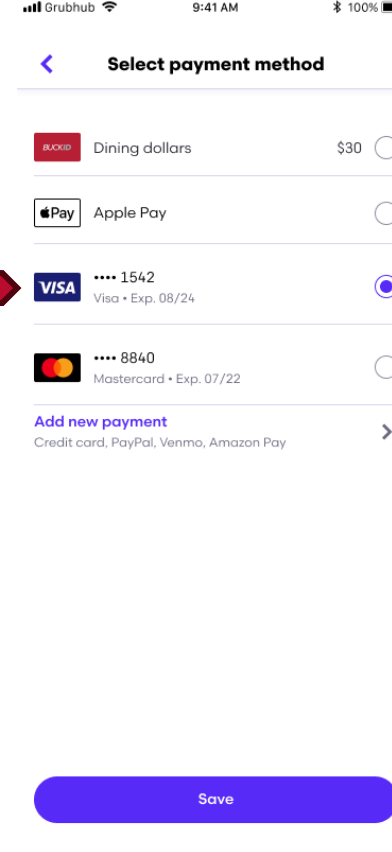 Grubhub 9:41 AM 100%
Select payment method
BUCKID Dining dollars $30
Pay Apple Pay
VISA •••• 1542
Visa • Exp. 08/24
•••• 8840
Mastercard • Exp. 07/22
Add new payment
Credit card, PayPal, Venmo, Amazon Pay
Save